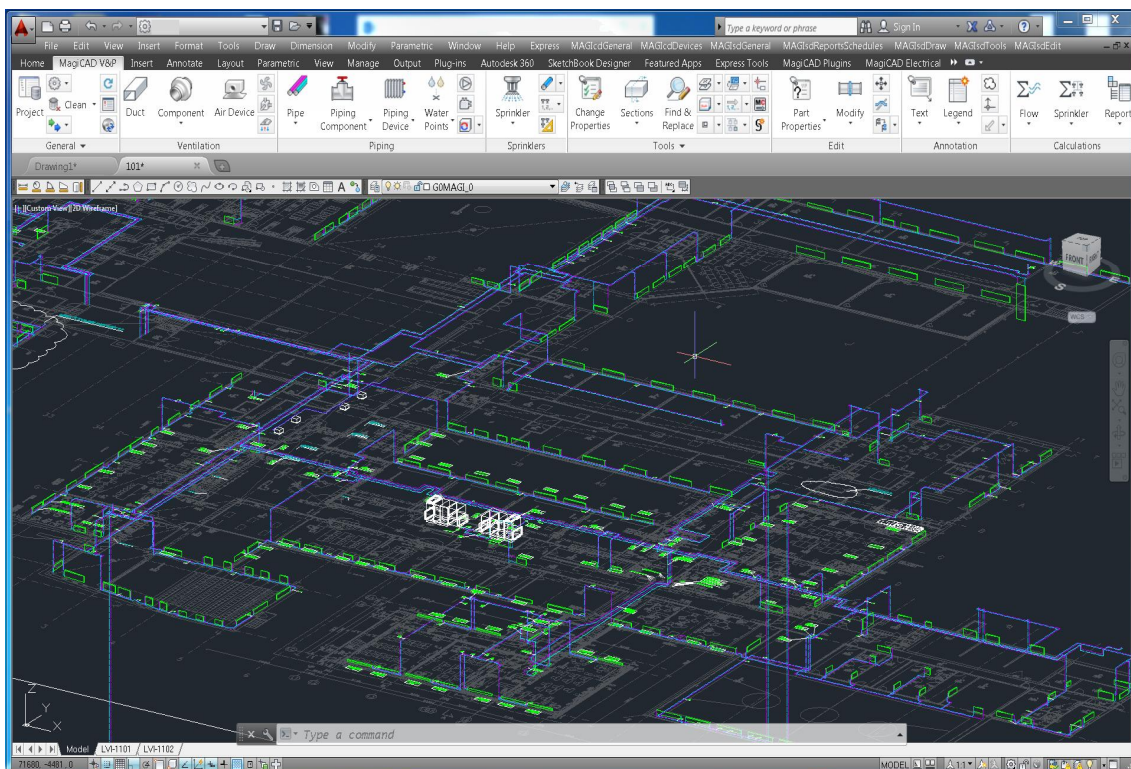 Type a keyword or phrase
Sign In
File Edit View Insert Format Tools Draw Dimension Modify Parametric Window Help Express MAGIcdGeneral MAGIcdDevices MAGIsdGeneral MAGIsdReportsSchedules MAGIsdDraw MAGIsdTools MAGIsdEdit
Home MagiCAD V&P Insert Annotate Layout Parametric View Manage Output Plug-ins Autodesk 360 SketchBook Designer Featured Apps Express Tools MagiCAD Plugins MagiCAD Electrical
Project Clean Duct Component Air Device Pipe Piping Component Piping Device Water Points Sprinkler Change Properties Sections Find & Replace Part Properties Modify Text Legend Flow Sprinkler Report
General Ventilation Piping Sprinklers Tools Edit Annotation Calculations
Drawing1* 101*
G0MAGI_0
[-][Custom View][2D Wireframe]
FRONT
S E
WCS
Z
Y
X
Type a command
Model LVI-1101 LVI-1102
71680, -4481, 0 MODEL 1:1